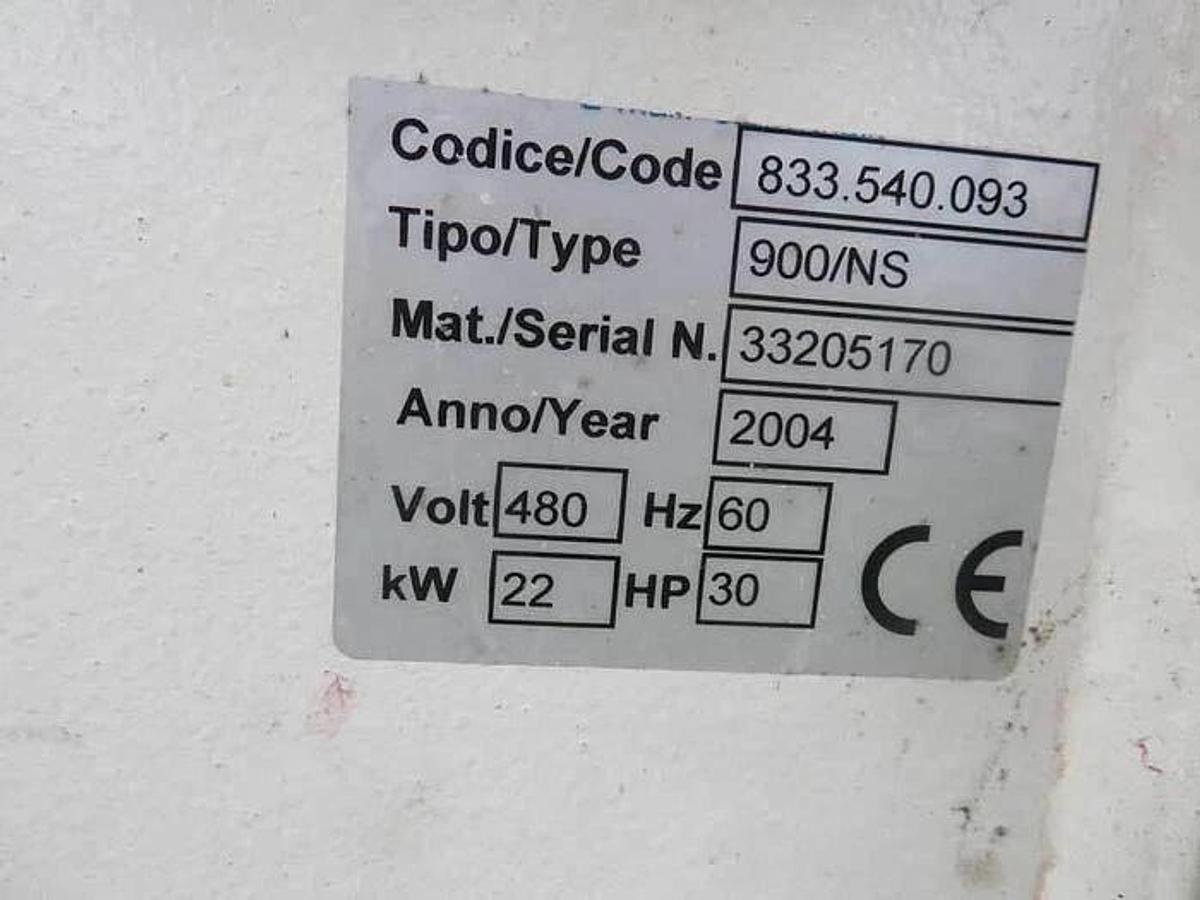 Codice/Code 833.540.093
Tipo/Type 900/NS
Mat./Serial N. 33205170
Anno/Year 2004
Volt 480 Hz 60
kW 22 HP 30
CE